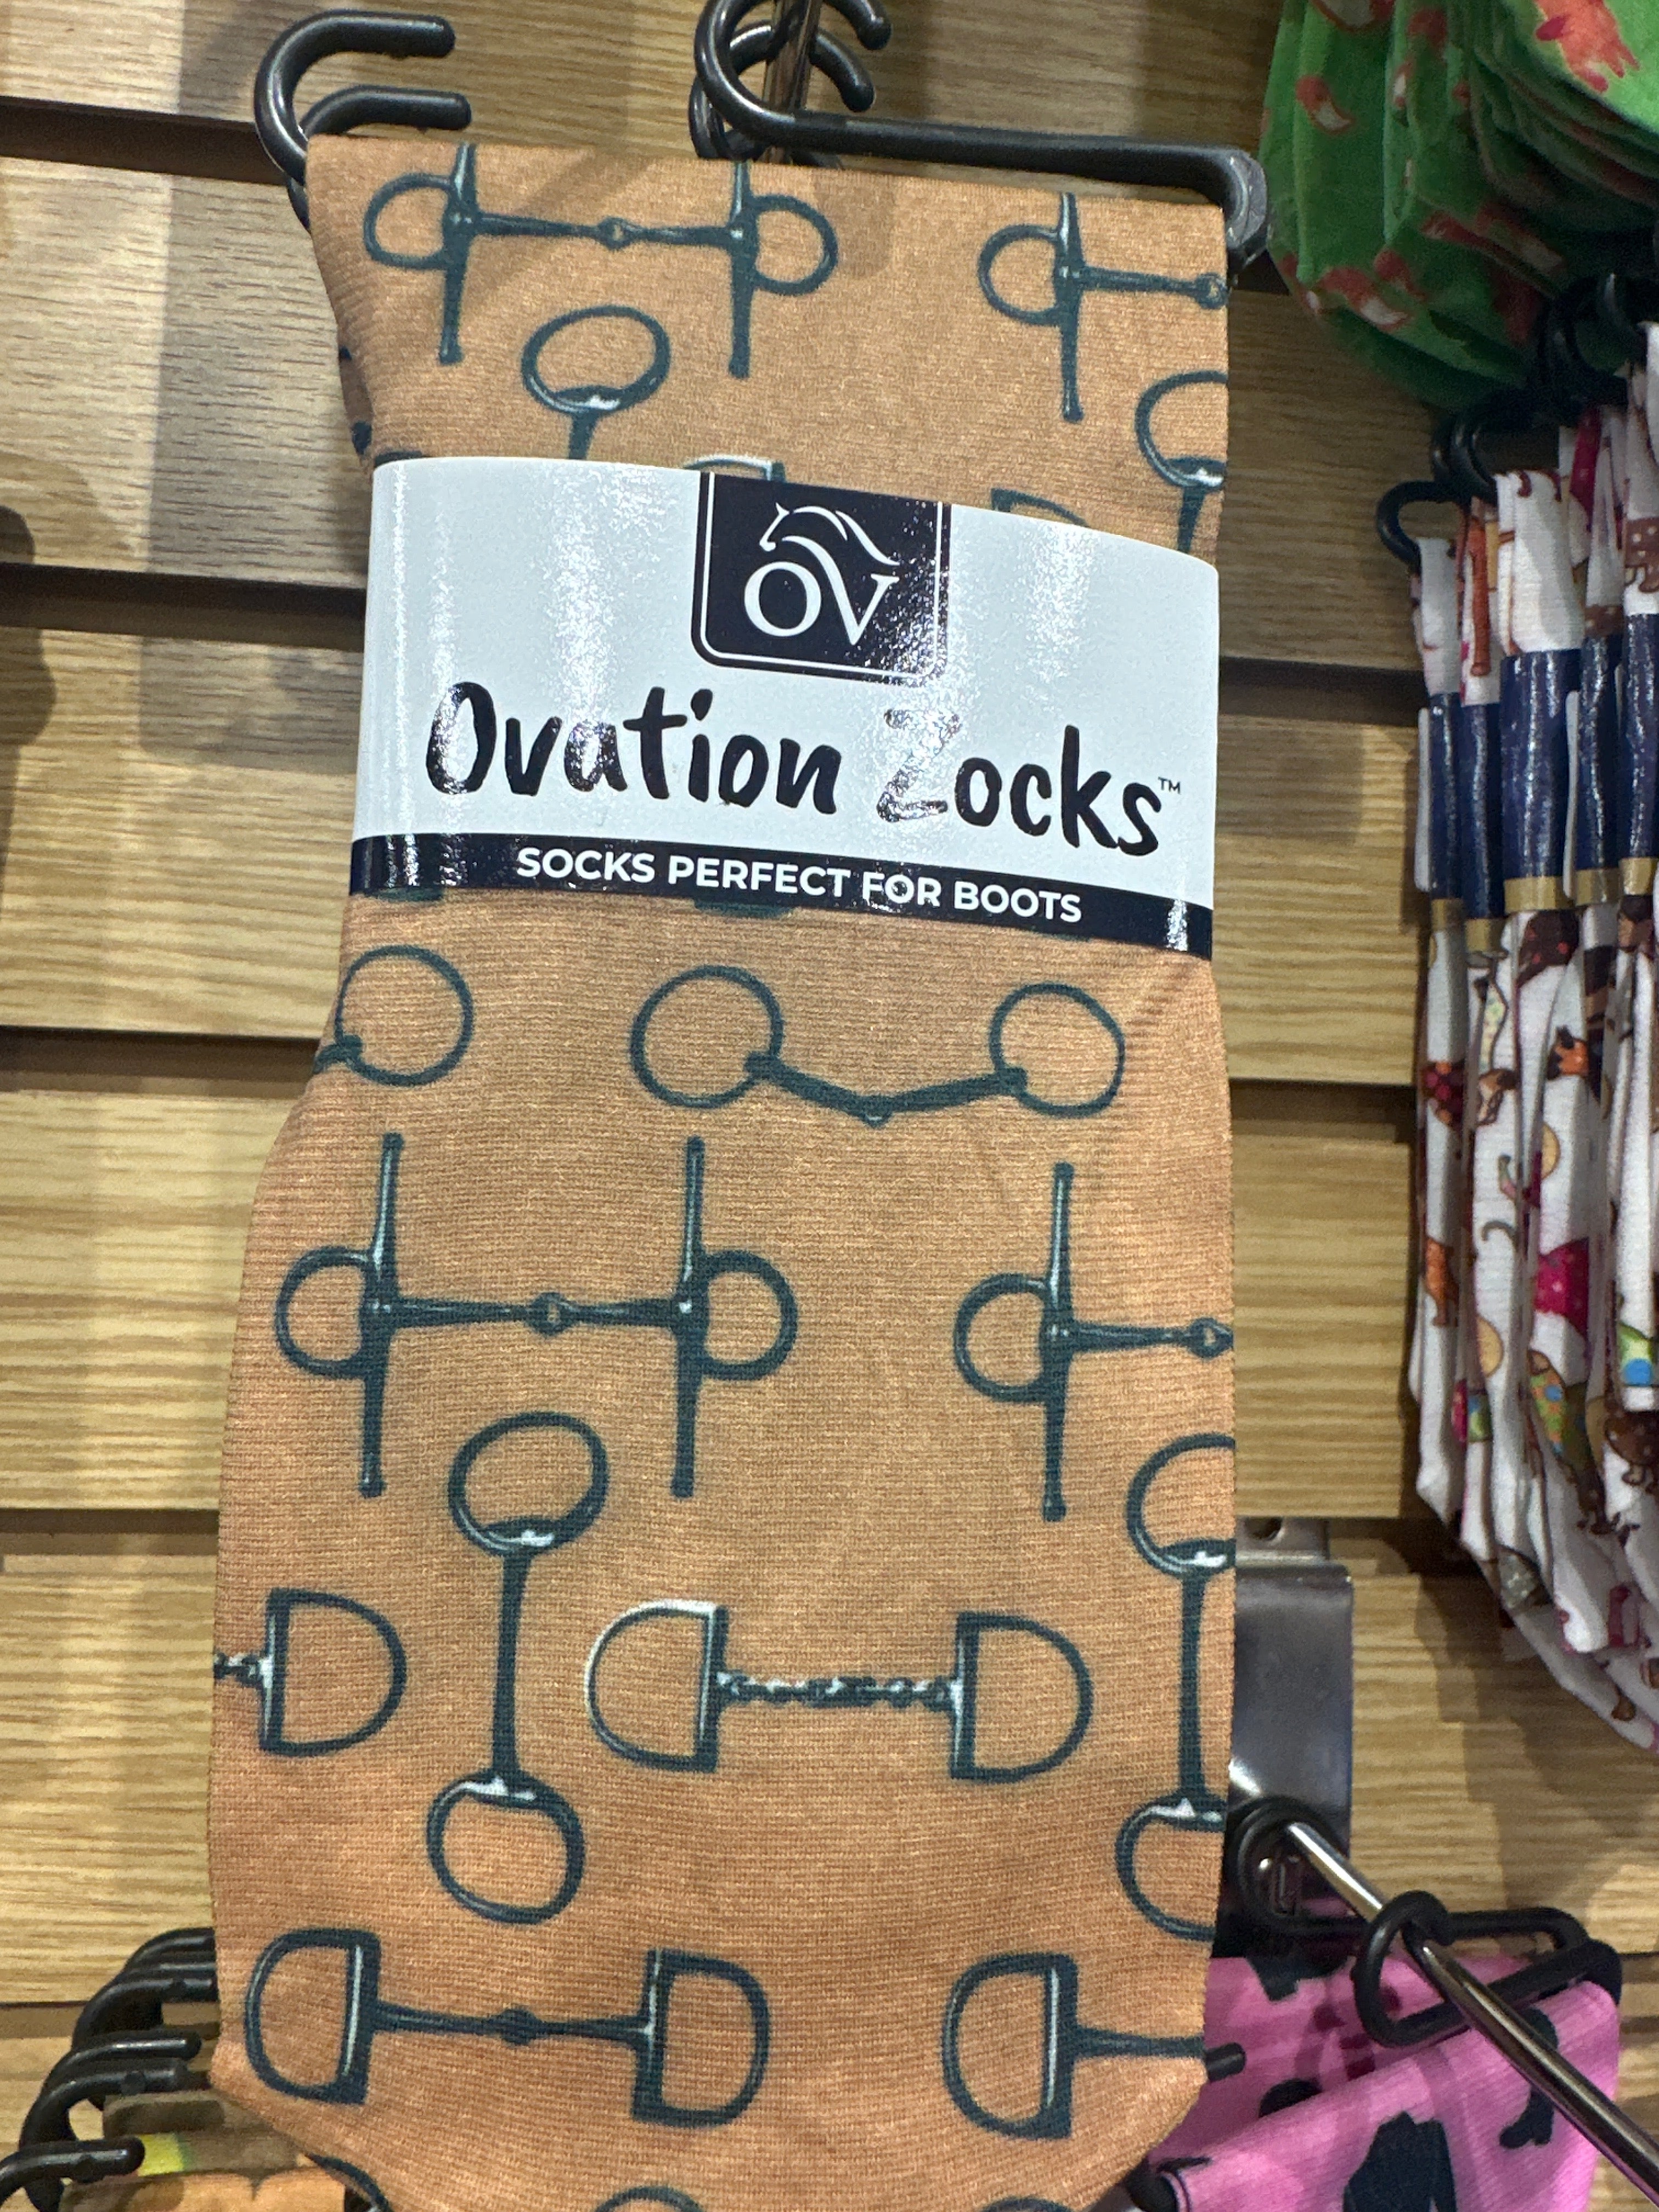 OV
Ovation Zocks™
SOCKS PERFECT FOR BOOTS